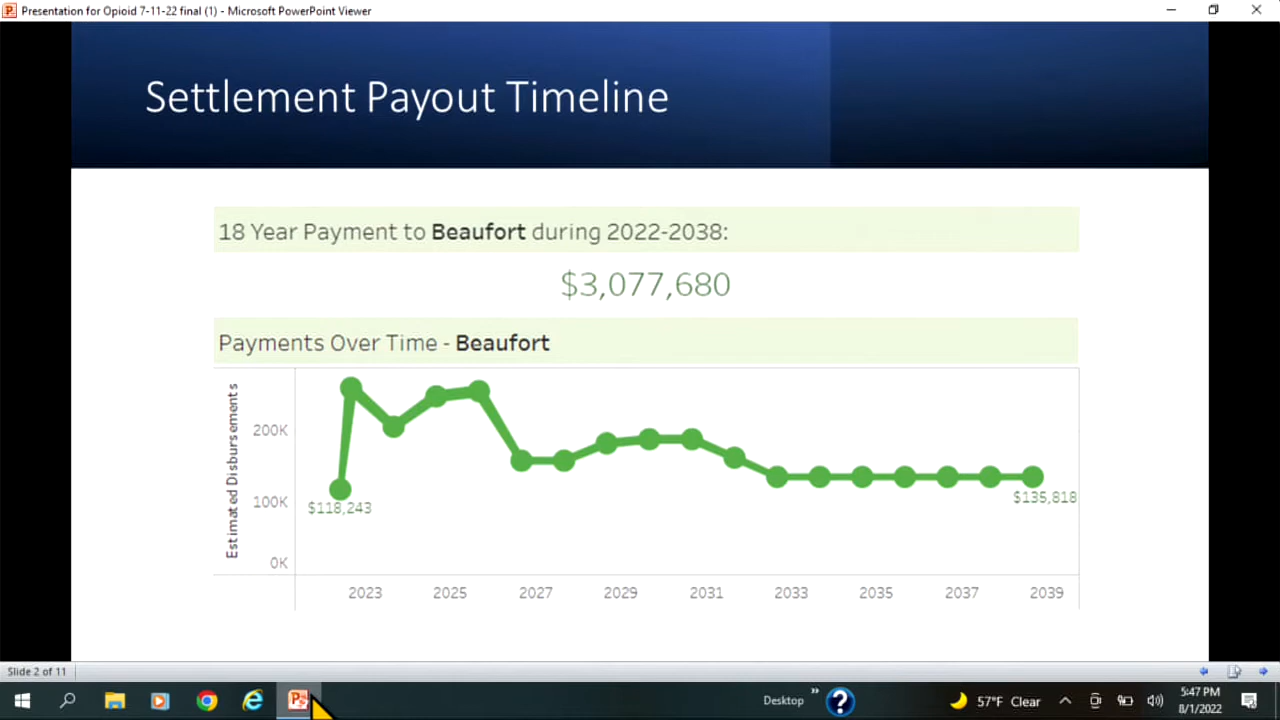 Presentation for Opioid 7-11-22 final (1) - Microsoft PowerPoint Viewer
Settlement Payout Timeline
18 Year Payment to Beaufort during 2022-2038:
$3,077,680
Payments Over Time - Beaufort
Estimated Disbursements
200K
100K
0K
$118,243
$135,818
2023 2025 2027 2029 2031 2033 2035 2037 2039
Slide 2 of 11
Desktop
57°F Clear
5:47 PM
8/1/2022